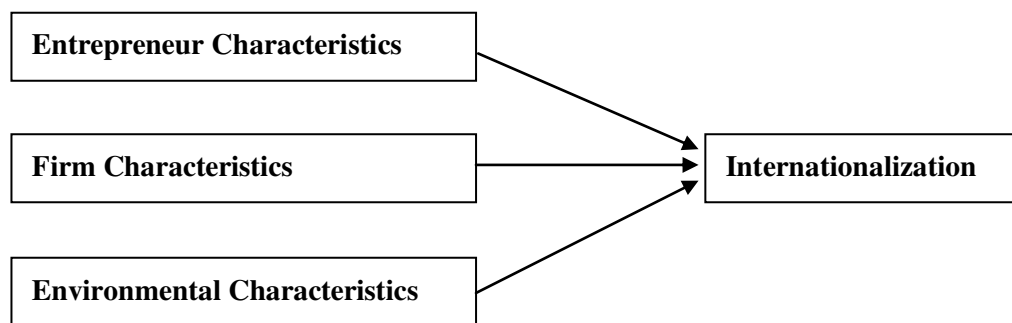 Entrepreneur Characteristics
Firm Characteristics
Internationalization
Environmental Characteristics